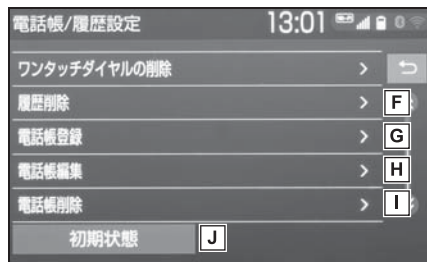 電話帳/履歴設定 13:01
ワンタッチダイヤルの削除 >
履歴削除 > F
電話帳登録 > G
電話帳編集 > H
電話帳削除 > I
初期状態 J